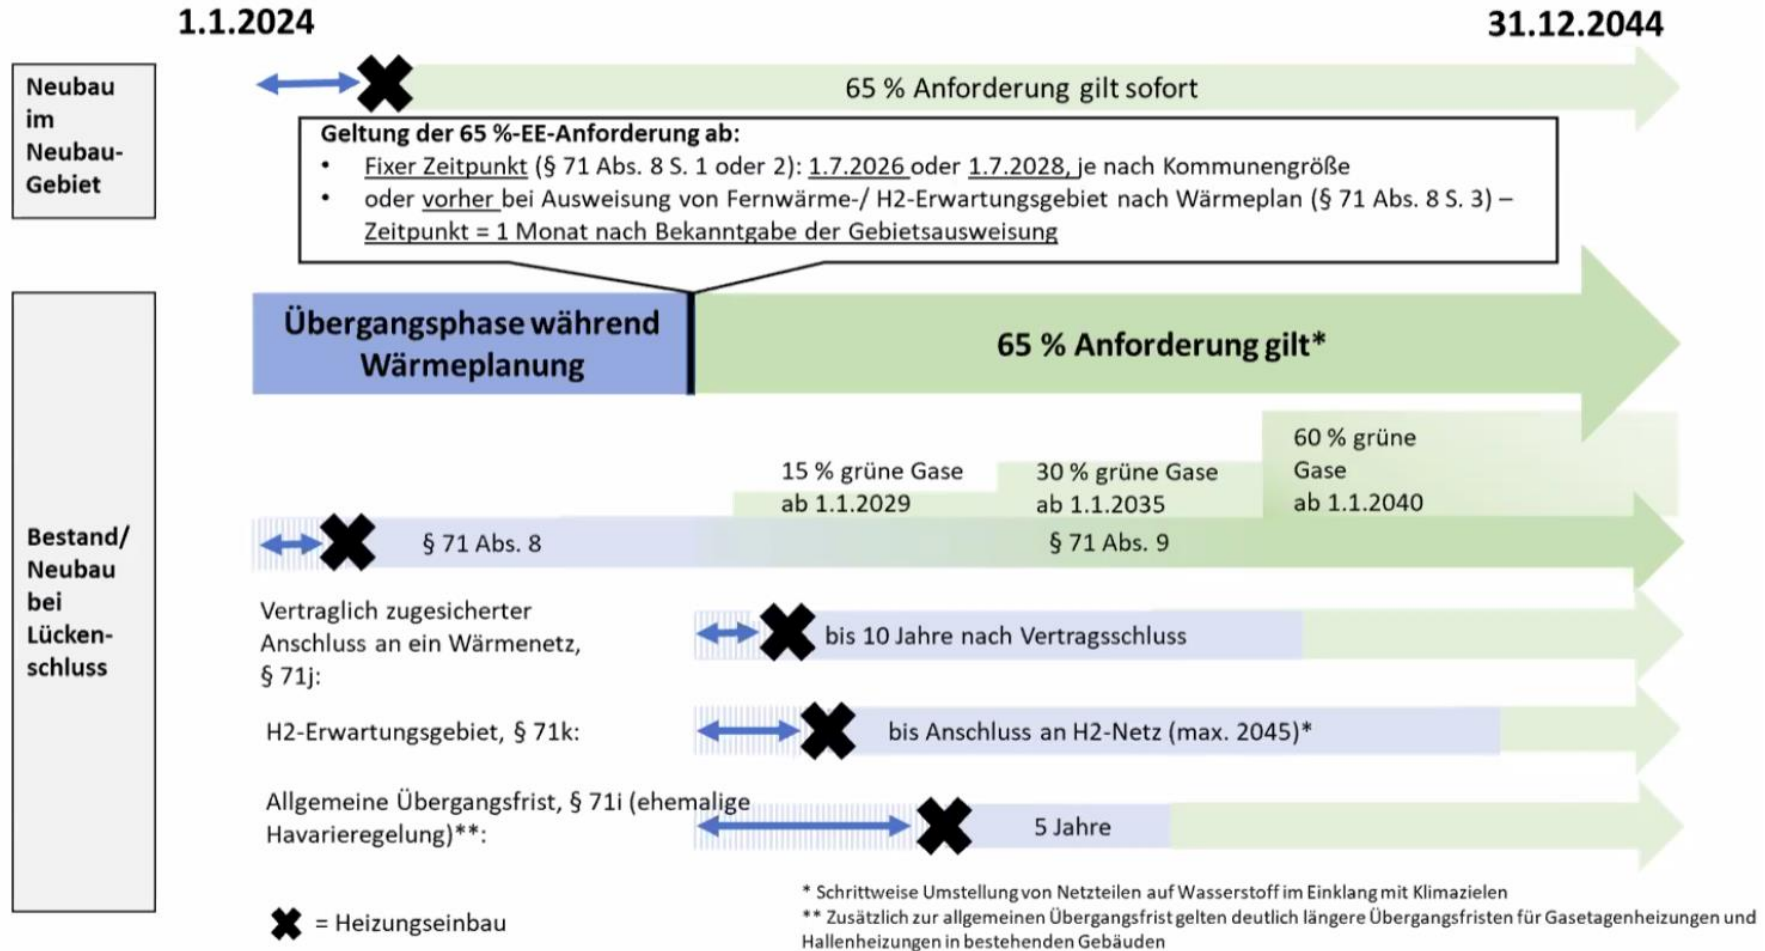 1.1.2024
31.12.2044
Neubau
im
Neubau-
Gebiet
65 % Anforderung gilt sofort
Geltung der 65 %-EE-Anforderung ab:
• Fixer Zeitpunkt (§ 71 Abs. 8 S. 1 oder 2): 1.7.2026 oder 1.7.2028, je nach Kommunengröße
• oder vorher bei Ausweisung von Fernwärme-/ H2-Erwartungsgebiet nach Wärmeplan (§ 71 Abs. 8 S. 3) –
Zeitpunkt = 1 Monat nach Bekanntgabe der Gebietsausweisung
Übergangsphase während
Wärmeplanung
65 % Anforderung gilt*
Bestand/
Neubau
bei
Lücken-
schluss
15 % grüne Gase
ab 1.1.2029
30 % grüne Gase
ab 1.1.2035
60 % grüne
Gase
ab 1.1.2040
§ 71 Abs. 8
§ 71 Abs. 9
Vertraglich zugesicherter
Anschluss an ein Wärmenetz,
§ 71j:
bis 10 Jahre nach Vertragsschluss
H2-Erwartungsgebiet, § 71k:
bis Anschluss an H2-Netz (max. 2045)*
Allgemeine Übergangsfrist, § 71i (ehemalige
Havarieregelung)**:
5 Jahre
= Heizungseinbau
* Schrittweise Umstellung von Netzteilen auf Wasserstoff im Einklang mit Klimazielen
** Zusätzlich zur allgemeinen Übergangsfrist gelten deutlich längere Übergangsfristen für Gasetagenheizungen und
Hallenheizungen in bestehenden Gebäuden